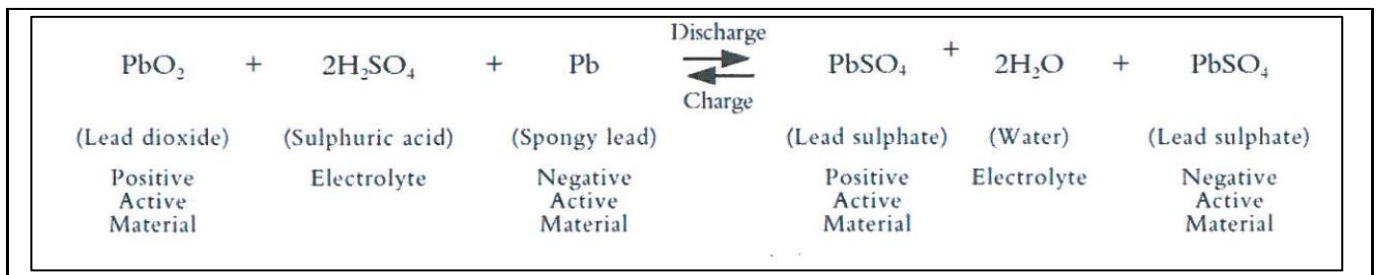 Discharge
PbO₂ + 2H₂SO₄ + Pb PbSO₄ + 2H₂O + PbSO₄
Charge
(Lead dioxide) (Sulphuric acid) (Spongy lead) (Lead sulphate) (Water) (Lead sulphate)
Positive Electrolyte Negative Positive Electrolyte Negative
Active Active Active Active
Material Material Material Material